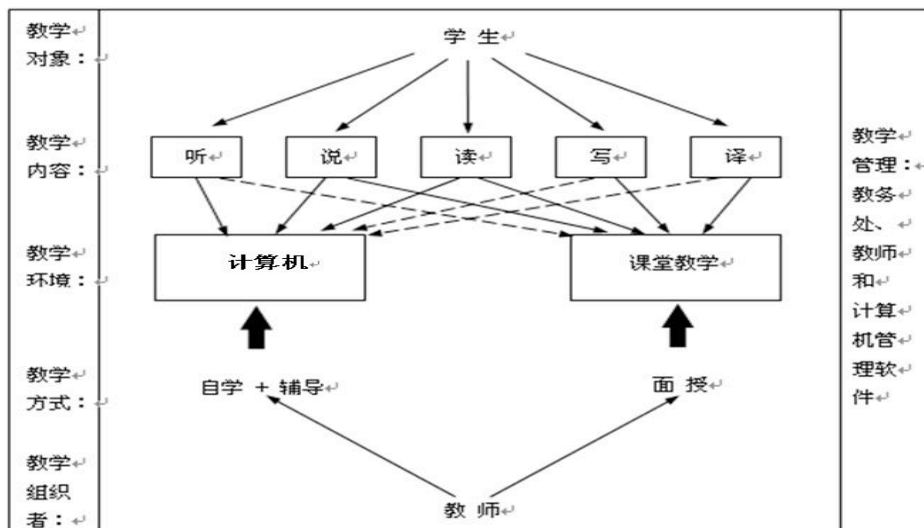 教学
对象：
学 生
教学
内容：
听
说
读
写
译
教学
环境：
计算机
课堂教学
教学
方式：
自学 + 辅导
面 授
教学
组织
者：
教 师
教学
管理：
教务
处、
教师
和
计算
机管
理软
件